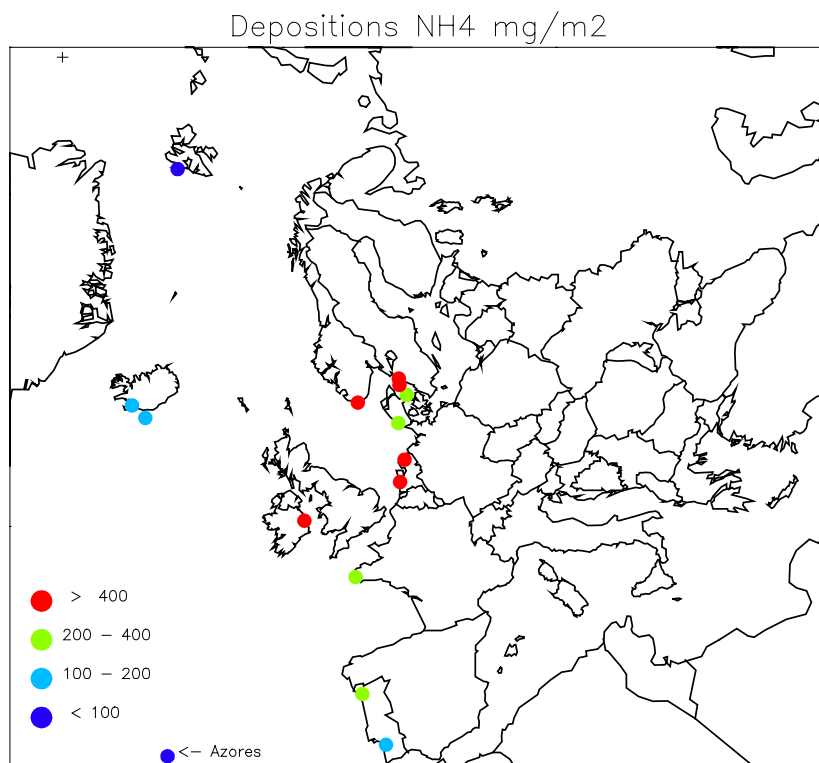 Depositions NH4 mg/m2
> 400
200 – 400
100 – 200
< 100
<– Azores